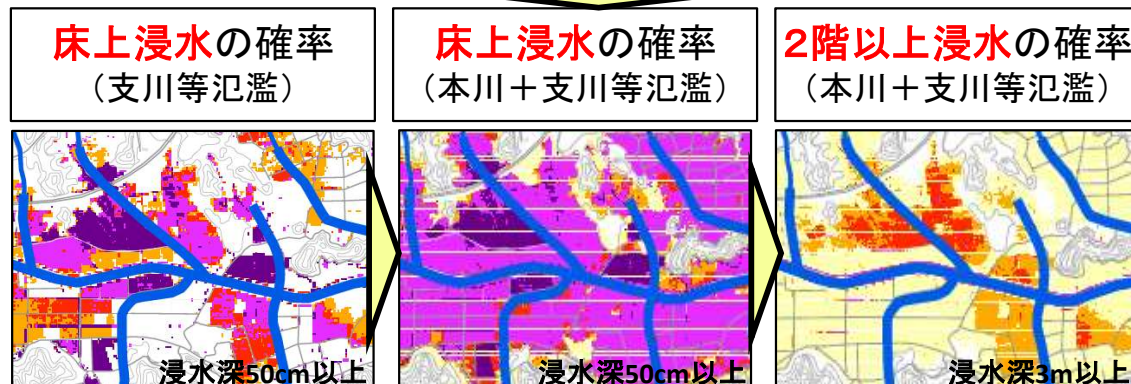 床上浸水の確率
（支川等氾濫）
床上浸水の確率
（本川＋支川等氾濫）
２階以上浸水の確率
（本川＋支川等氾濫）
浸水深50cm以上
浸水深50cm以上
浸水深3m以上